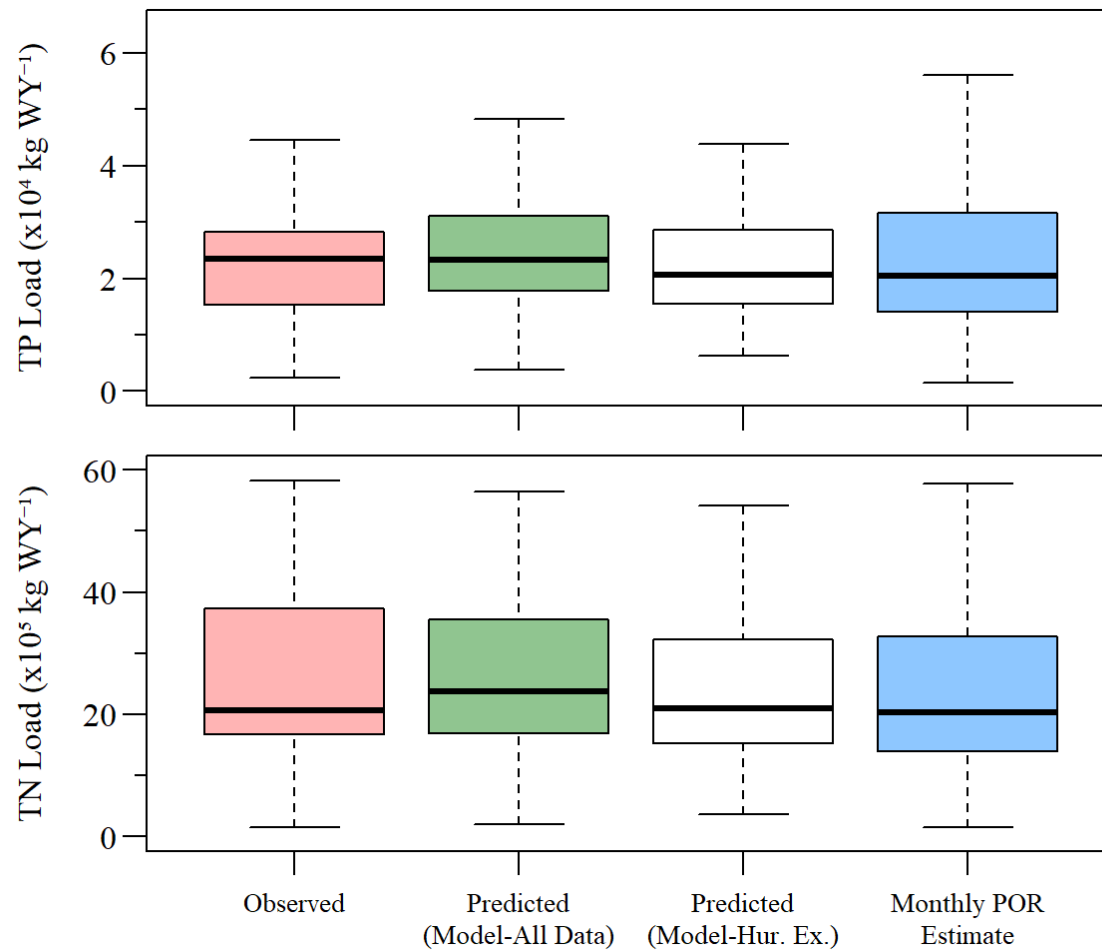 TP Load (x10⁴ kg WY⁻¹)
6
4
2
0
TN Load (x10⁵ kg WY⁻¹)
60
40
20
0
Observed
Predicted
(Model-All Data)
Predicted
(Model-Hur. Ex.)
Monthly POR
Estimate